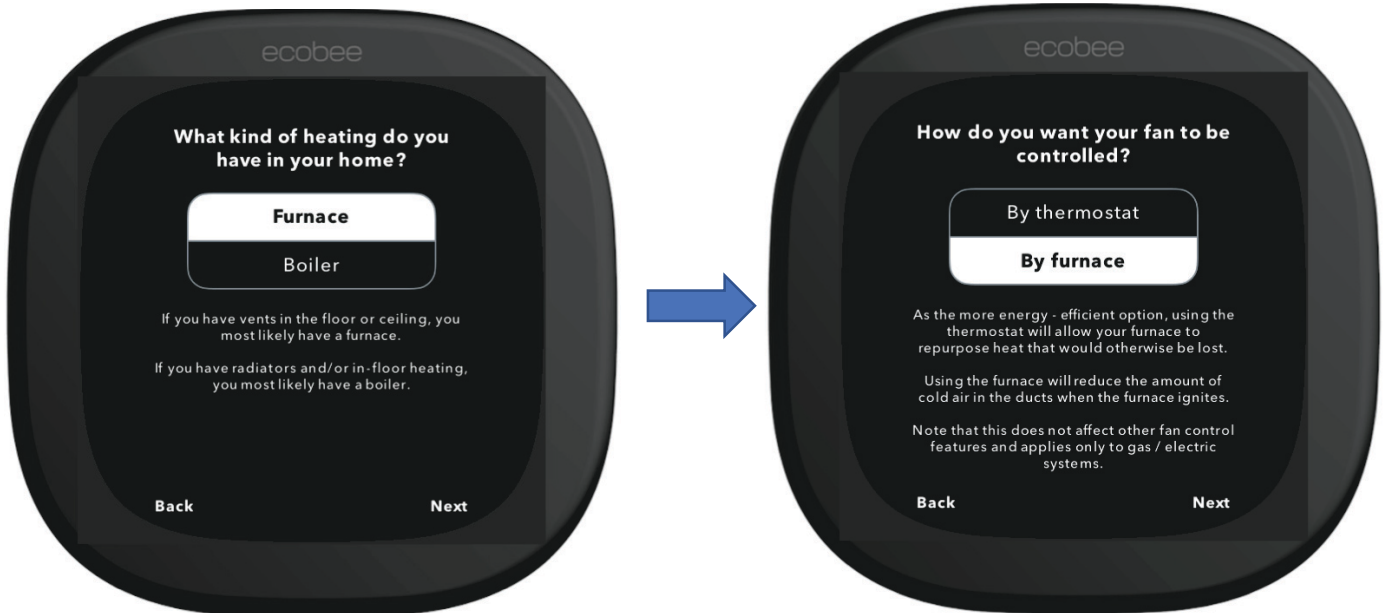 ecobee
What kind of heating do you
have in your home?
Furnace
Boiler
If you have vents in the floor or ceiling, you
most likely have a furnace.
If you have radiators and/or in-floor heating,
you most likely have a boiler.
Back
Next
ecobee
How do you want your fan to be
controlled?
By thermostat
By furnace
As the more energy - efficient option, using the
thermostat will allow your furnace to
repurpose heat that would otherwise be lost.
Using the furnace will reduce the amount of
cold air in the ducts when the furnace ignites.
Note that this does not affect other fan control
features and applies only to gas / electric
systems.
Back
Next